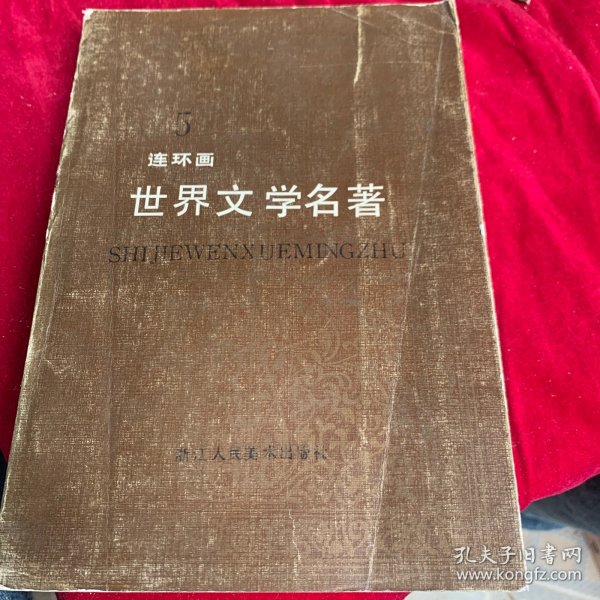 5
连环画
世界文学名著
SHIJIEWENXUEMINGZHU
浙江人民美术出版社
孔夫子旧書网
www.kongfz.com